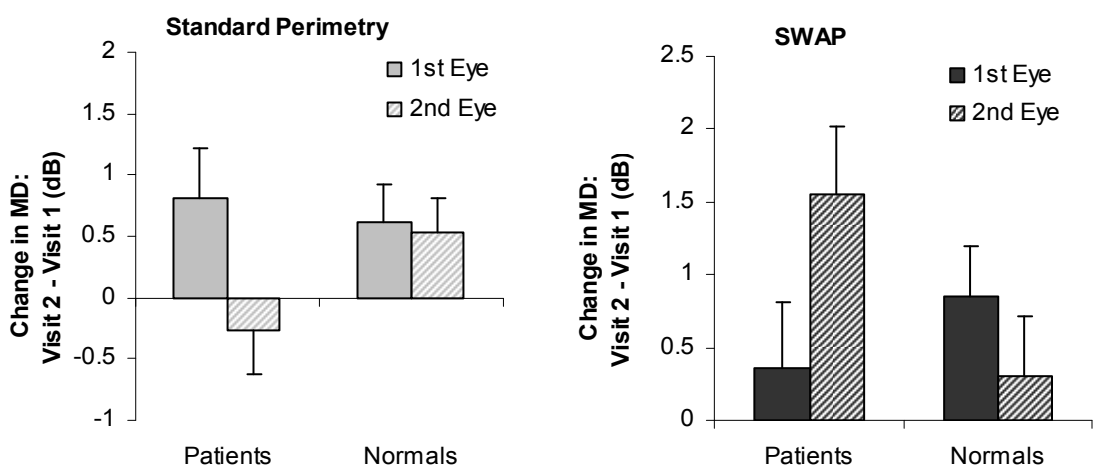 Standard Perimetry
2
1.5
1
0.5
0
-0.5
-1
Change in MD:
Visit 2 - Visit 1 (dB)
1st Eye
2nd Eye
Patients
Normals
SWAP
2.5
2
1.5
1
0.5
0
Change in MD:
Visit 2 - Visit 1 (dB)
1st Eye
2nd Eye
Patients
Normals